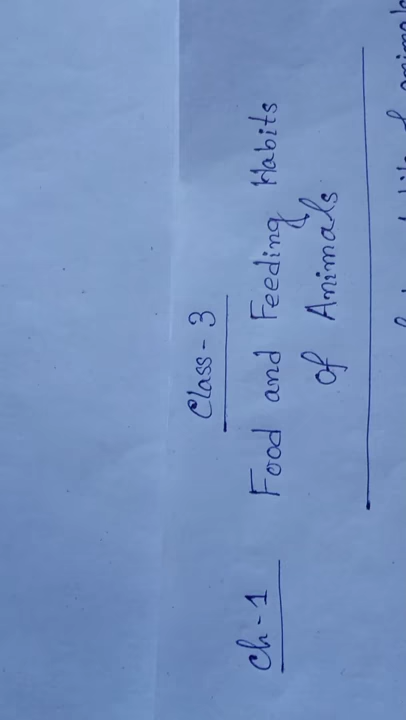 Class - 3
Ch - 1 Food and Feeding Habits
of Animals